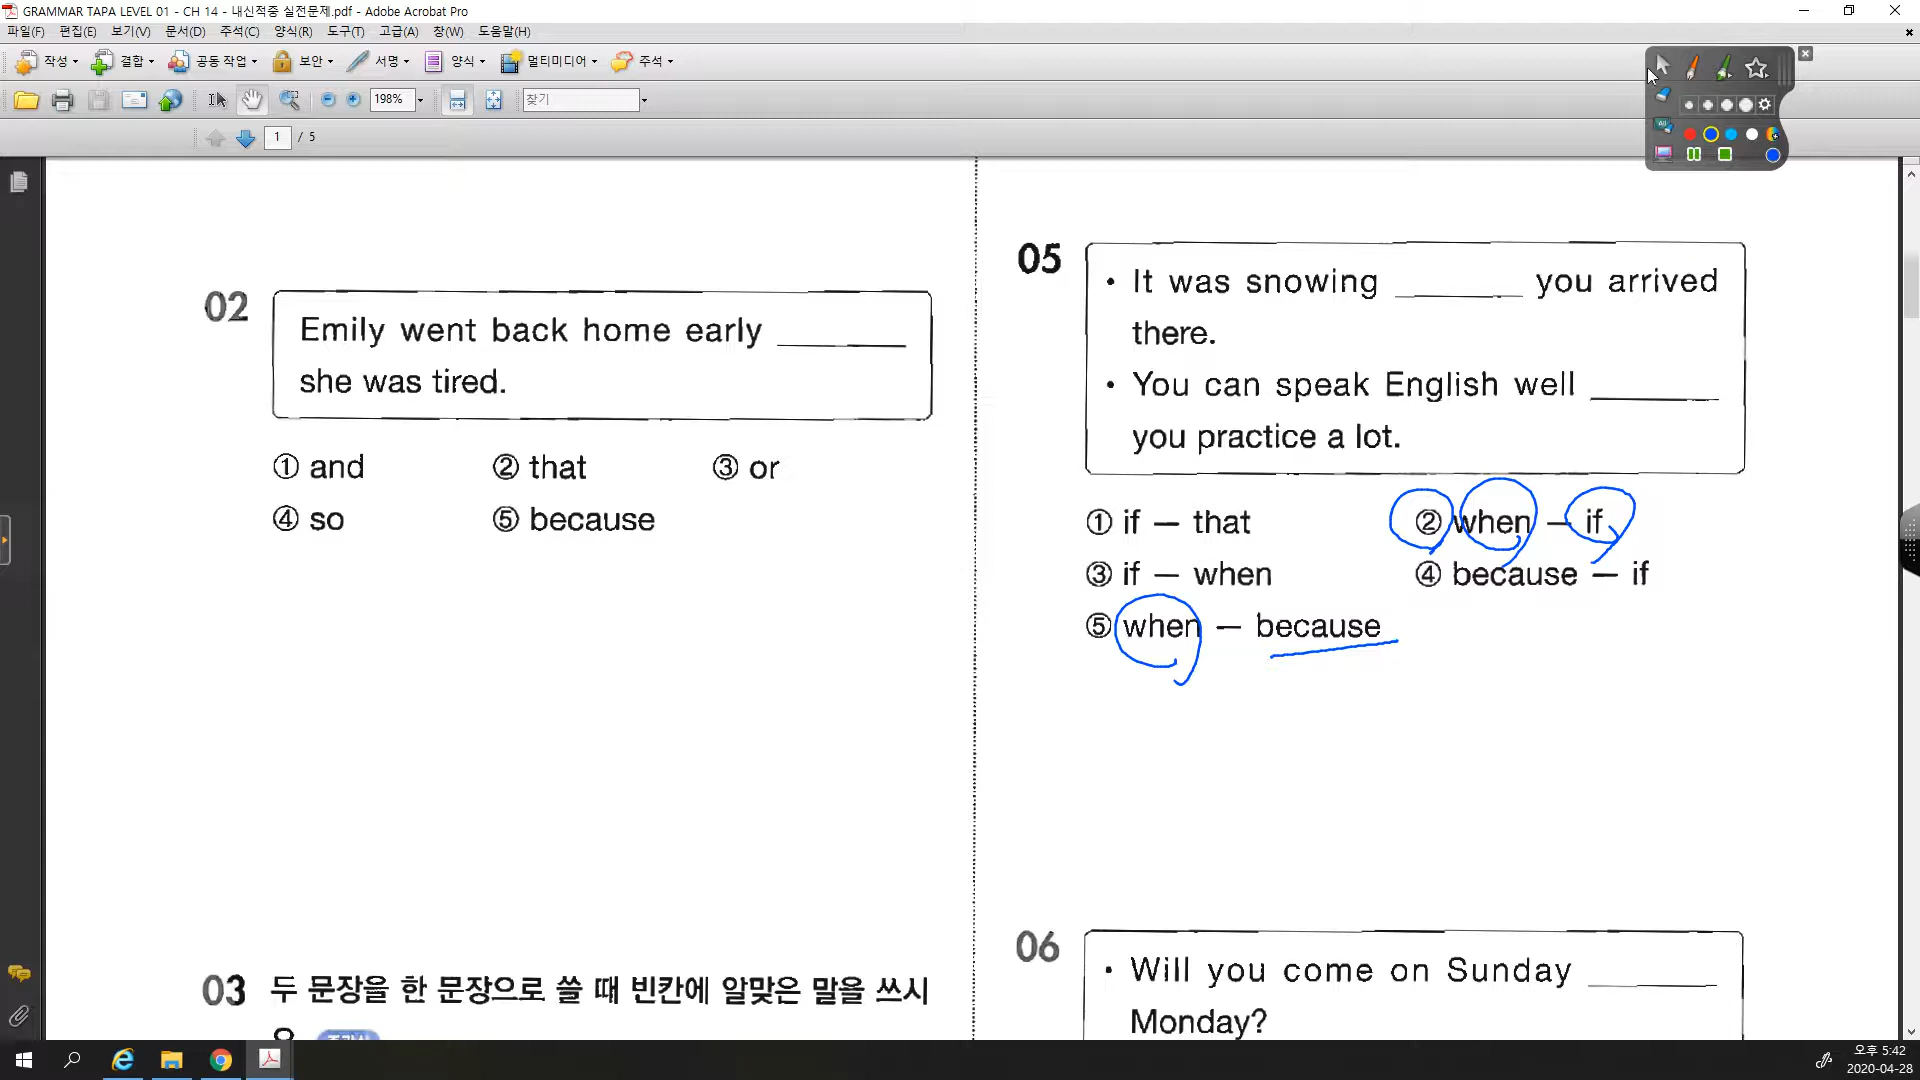 GRAMMAR TAPA LEVEL 01 - CH 14 - 내신적중 실전문제.pdf - Adobe Acrobat Pro
파일(F) 편집(E) 보기(V) 문서(D) 주석(C) 양식(R) 도구(T) 고급(A) 창(W) 도움말(H)
작성 결합 공동 작업 보안 서명 양식 멀티미디어 주석
198% 찾기
1 / 5
02
Emily went back home early ______
she was tired.
① and ② that ③ or
④ so ⑤ because
03 두 문장을 한 문장으로 쓸 때 빈칸에 알맞은 말을 쓰시
05
• It was snowing ______ you arrived
there.
• You can speak English well ______
you practice a lot.
① if — that ② when — if
③ if — when ④ because — if
⑤ when — because
06
• Will you come on Sunday ______
Monday?
오후 5:42
2020-04-28